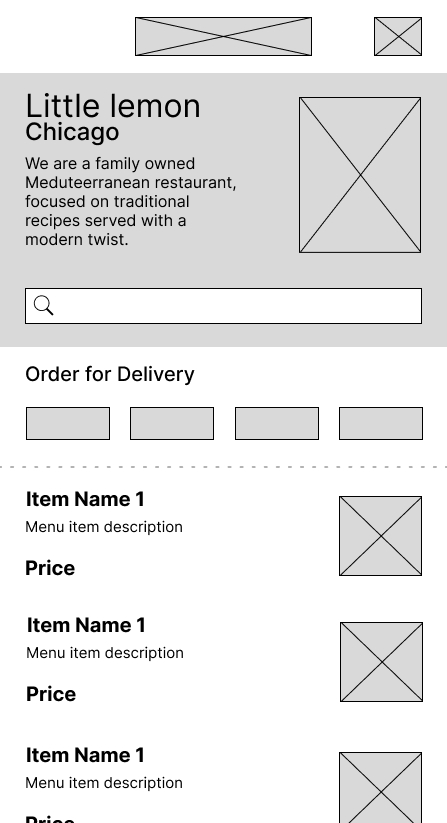 Little lemon
Chicago
We are a family owned
Meduteerranean restaurant,
focused on traditional
recipes served with a
modern twist.
Order for Delivery
Item Name 1
Menu item description
Price
Item Name 1
Menu item description
Price
Item Name 1
Menu item description
Price